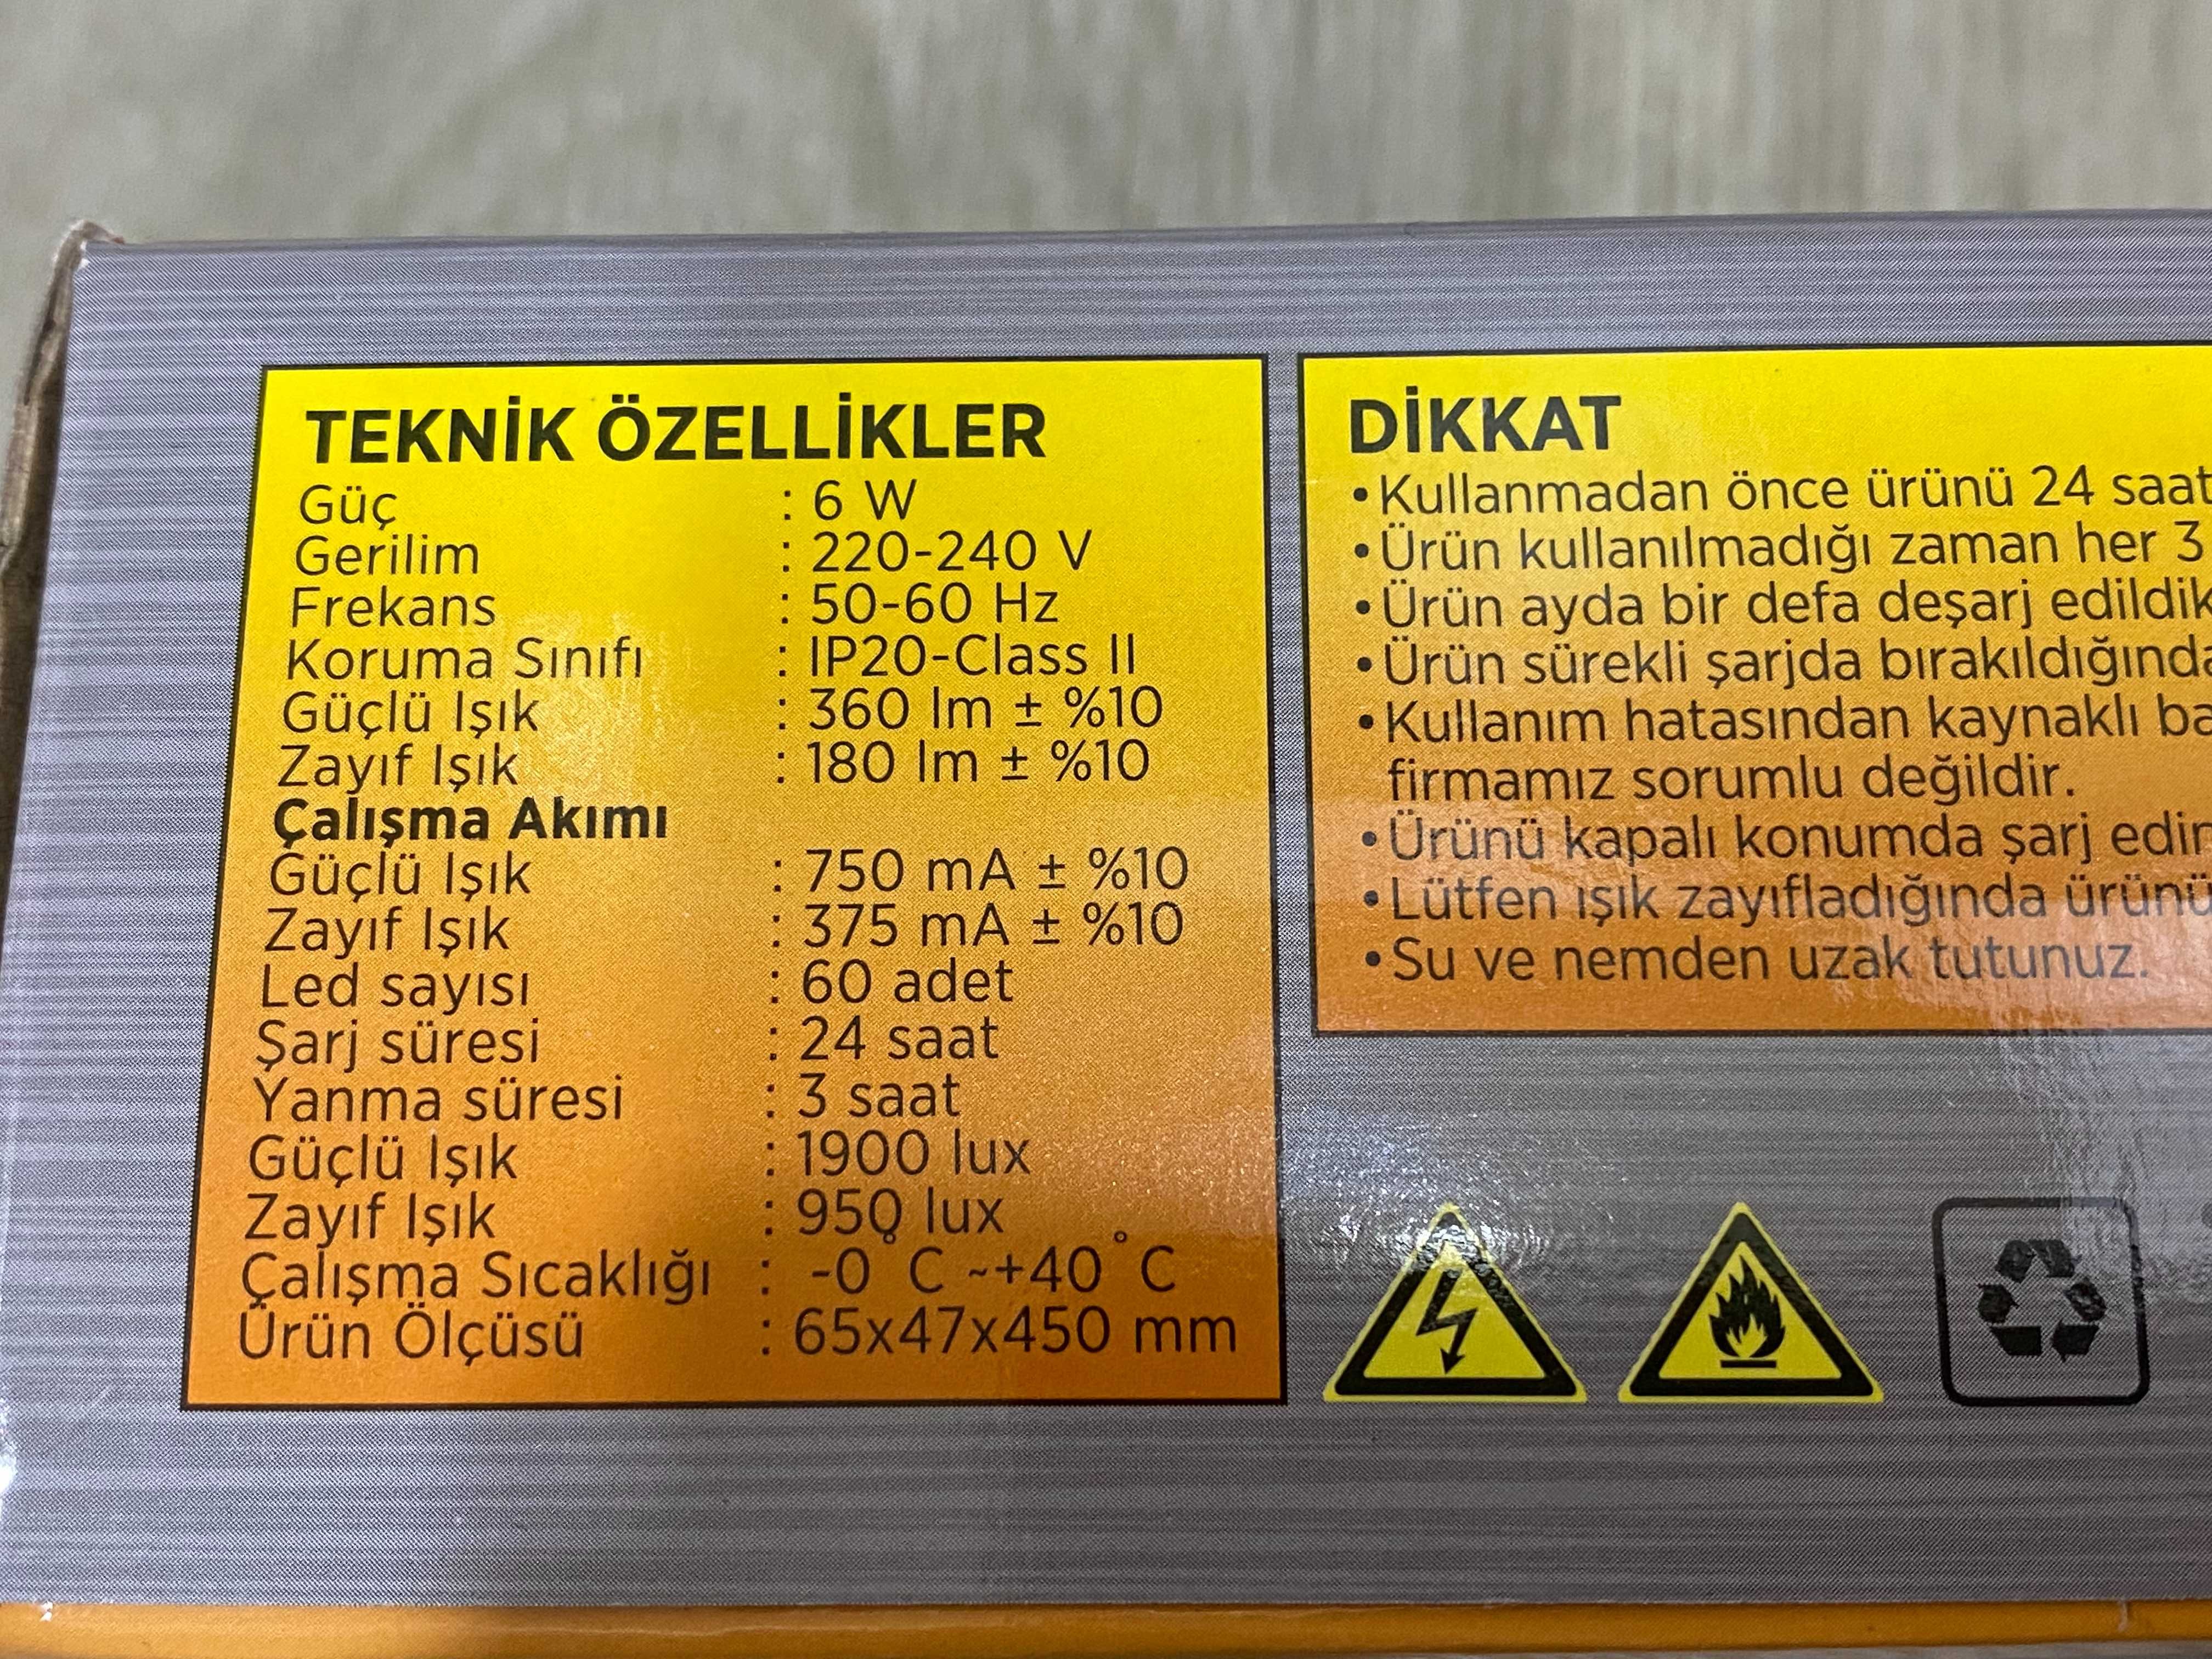 TEKNİK ÖZELLİKLER
Güç : 6 W
Gerilim : 220-240 V
Frekans : 50-60 Hz
Koruma Sınıfı : IP20-Class II
Güçlü Işık : 360 lm ± %10
Zayıf Işık : 180 lm ± %10
Çalışma Akımı
Güçlü Işık : 750 mA ± %10
Zayıf Işık : 375 mA ± %10
Led sayısı : 60 adet
Şarj süresi : 24 saat
Yanma süresi : 3 saat
Güçlü Işık : 1900 lux
Zayıf Işık : 950 lux
Çalışma Sıcaklığı : -0°C ~+40°C
Ürün Ölçüsü : 65x47x450 mm
DİKKAT
•Kullanmadan önce ürünü 24 saat
•Ürün kullanılmadığı zaman her 3
•Ürün ayda bir defa deşarj
•Ürün sürekli şarjda
•Kullanım hatasından kaynaklı
firmamız sorumlu değildir.
•Ürünü kapalı konumda şarj
•Lütfen ışık zayıfladığında ürünü
•Su ve nemden uzak tutunuz.